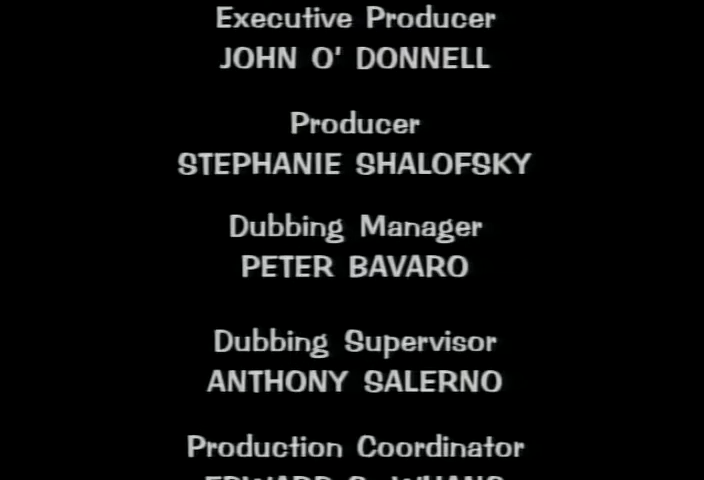 Executive Producer
JOHN O' DONNELL
Producer
STEPHANIE SHALOFSKY
Dubbing Manager
PETER BAVARO
Dubbing Supervisor
ANTHONY SALERNO
Production Coordinator